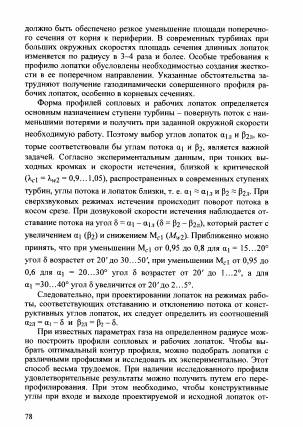 должно быть обеспечено резкое уменьшение площади поперечно-
го сечения от корня к периферии. В современных турбинах при
больших окружных скоростях площадь сечения длинных лопаток
изменяется по радиусу в 3–4 раза и более. Особые требования к
профилю лопатки обусловлены необходимостью создания жестко-
сти в ее поперечном направлении. Указанные обстоятельства за-
трудняют получение газодинамически совершенного профиля ра-
бочих лопаток, особенно в корневых сечениях.
Форма профилей сопловых и рабочих лопаток определяется
основным назначением ступени турбины – повернуть поток с наи-
меньшими потерями и получить при заданной окружной скорости
необходимую работу. Поэтому выбор углов лопаток α1л и β2л, ко-
торые соответствовали бы углам потока α1 и β2, является важной
задачей. Согласно экспериментальным данным, при тонких вы-
ходных кромках и скорости истечения, близкой к критической
(λc1 = λw2 = 0,9...1,05), распространенных в современных ступенях
турбин, углы потока и лопаток близки, т. е. α1 ≈ α1л и β2 ≈ β2л. При
сверхзвуковых режимах истечения происходит поворот потока в
косом срезе. При дозвуковой скорости истечения наблюдается от-
ставание потока на угол δ = α1 – α1л (δ = β2 – β2л), который растет с
увеличением α1 (β2) и снижением Mc1 (Mw2). Приближенно можно
принять, что при уменьшении Mc1 от 0,95 до 0,8 для α1 = 15...20°
угол δ возрастет от 20′ до 30...50′, при уменьшении Mc1 от 0,95 до
0,6 для α1 = 20...30° угол δ возрастет от 20′ до 1...2°, а для
α1 =30...40° угол δ увеличится от 20′ до 2...5°.
Следовательно, при проектировании лопаток на режимах рабо-
ты, соответствующих отставанию и отклонению потока от конст-
руктивных углов лопаток, их следует определить из соотношений
α2л = α1 – δ и β2л = β2 – δ.
При известных параметрах газа на определенном радиусе мож-
но построить профили сопловых и рабочих лопаток. Чтобы вы-
брать оптимальный контур профиля, можно подобрать лопатки с
различными профилями и исследовать их экспериментально. Этот
способ весьма трудоемок. При наличии исследованного профиля
удовлетворительные результаты можно получить путем его пере-
профилирования. При этом необходимо, чтобы конструктивные
углы при входе и выходе проектируемой и исходной лопаток от-
78